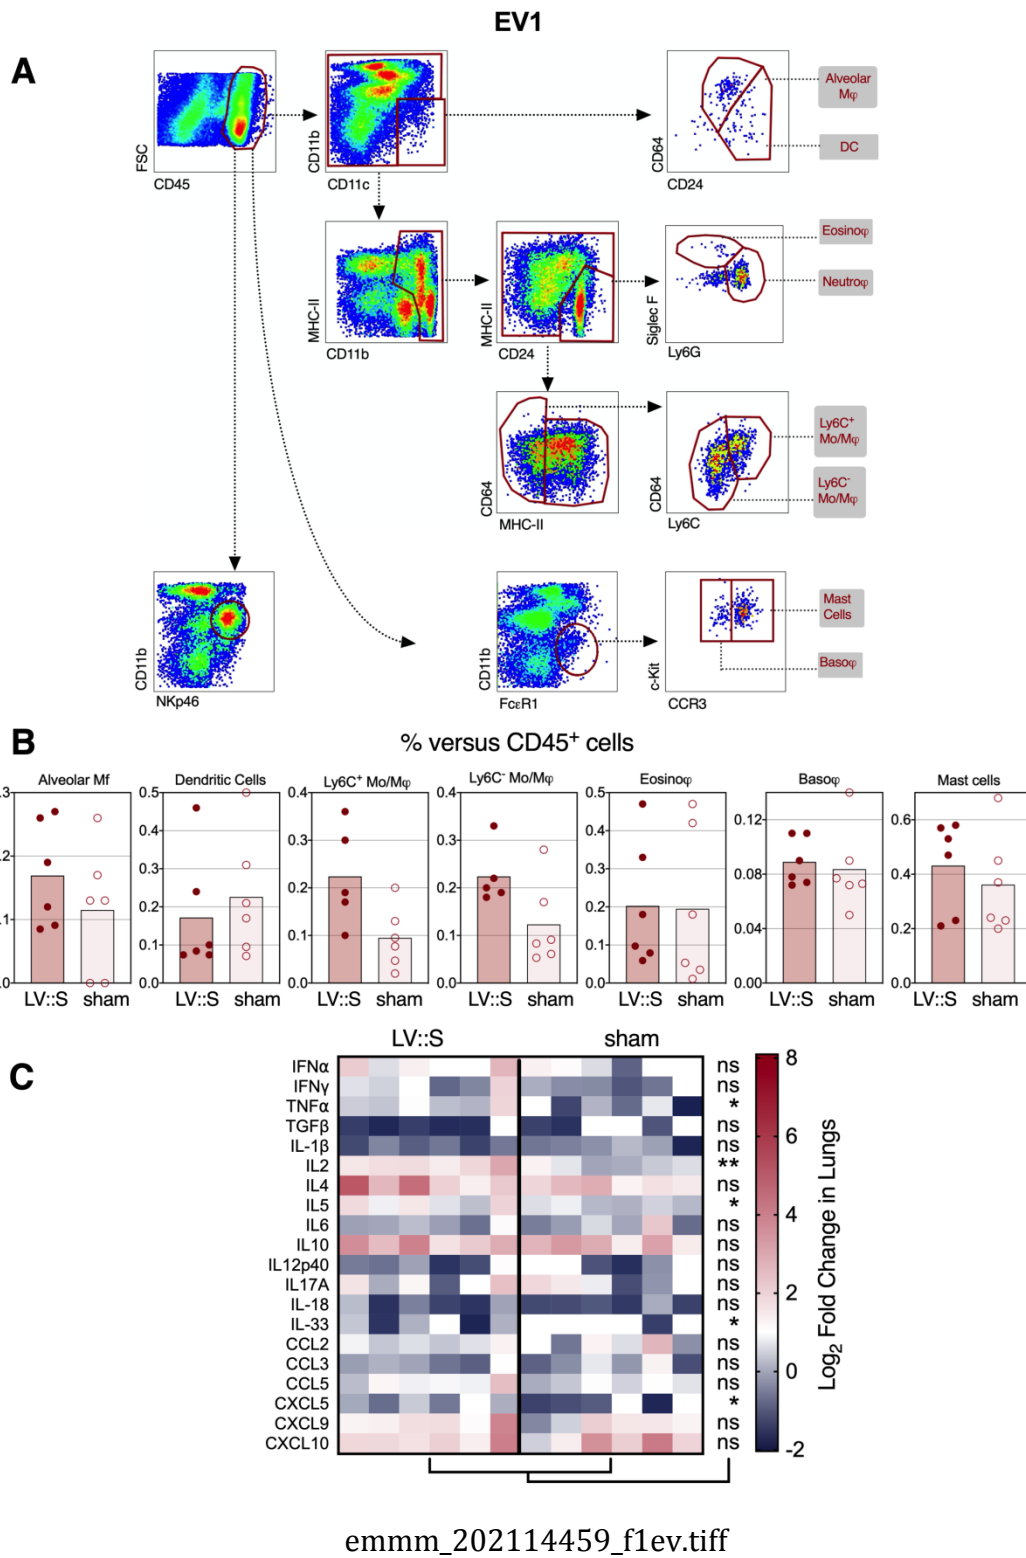 EV1
A
FSC
CD45
CD11b
CD11c
CD64
CD24
Alveolar
Mφ
DC
MHC-II
CD11b
MHC-II
CD24
Siglec F
Ly6G
Eosinoφ
Neutroφ
CD64
MHC-II
CD64
Ly6C
Ly6C⁺
Mo/Mφ
Ly6C⁻
Mo/Mφ
CD11b
NKp46
CD11b
FcεR1
c-Kit
CCR3
Mast
Cells
Basoφ
B
% versus CD45⁺ cells
Alveolar Mf
0.3
0.2
0.1
0.0
LV::S sham
Dendritic Cells
0.5
0.4
0.3
0.2
0.1
0.0
LV::S sham
Ly6C⁺ Mo/Mφ
0.4
0.3
0.2
0.1
0.0
LV::S sham
Ly6C⁻ Mo/Mφ
0.4
0.3
0.2
0.1
0.0
LV::S sham
Eosinoφ
0.5
0.4
0.3
0.2
0.1
0.0
LV::S sham
Basoφ
0.12
0.08
0.04
0.00
LV::S sham
Mast cells
0.6
0.4
0.2
0.0
LV::S sham
C
LV::S sham
IFNα ns
IFNγ ns
TNFα *
TGFβ ns
IL-1β ns
IL2 **
IL4 ns
IL5 *
IL6 ns
IL10 ns
IL12p40 ns
IL17A ns
IL-18 ns
IL-33 *
CCL2 ns
CCL3 ns
CCL5 ns
CXCL5 *
CXCL9 ns
CXCL10 ns
8
6
4
2
0
-2
Log₂ Fold Change in Lungs
emmm_202114459_f1ev.tiff